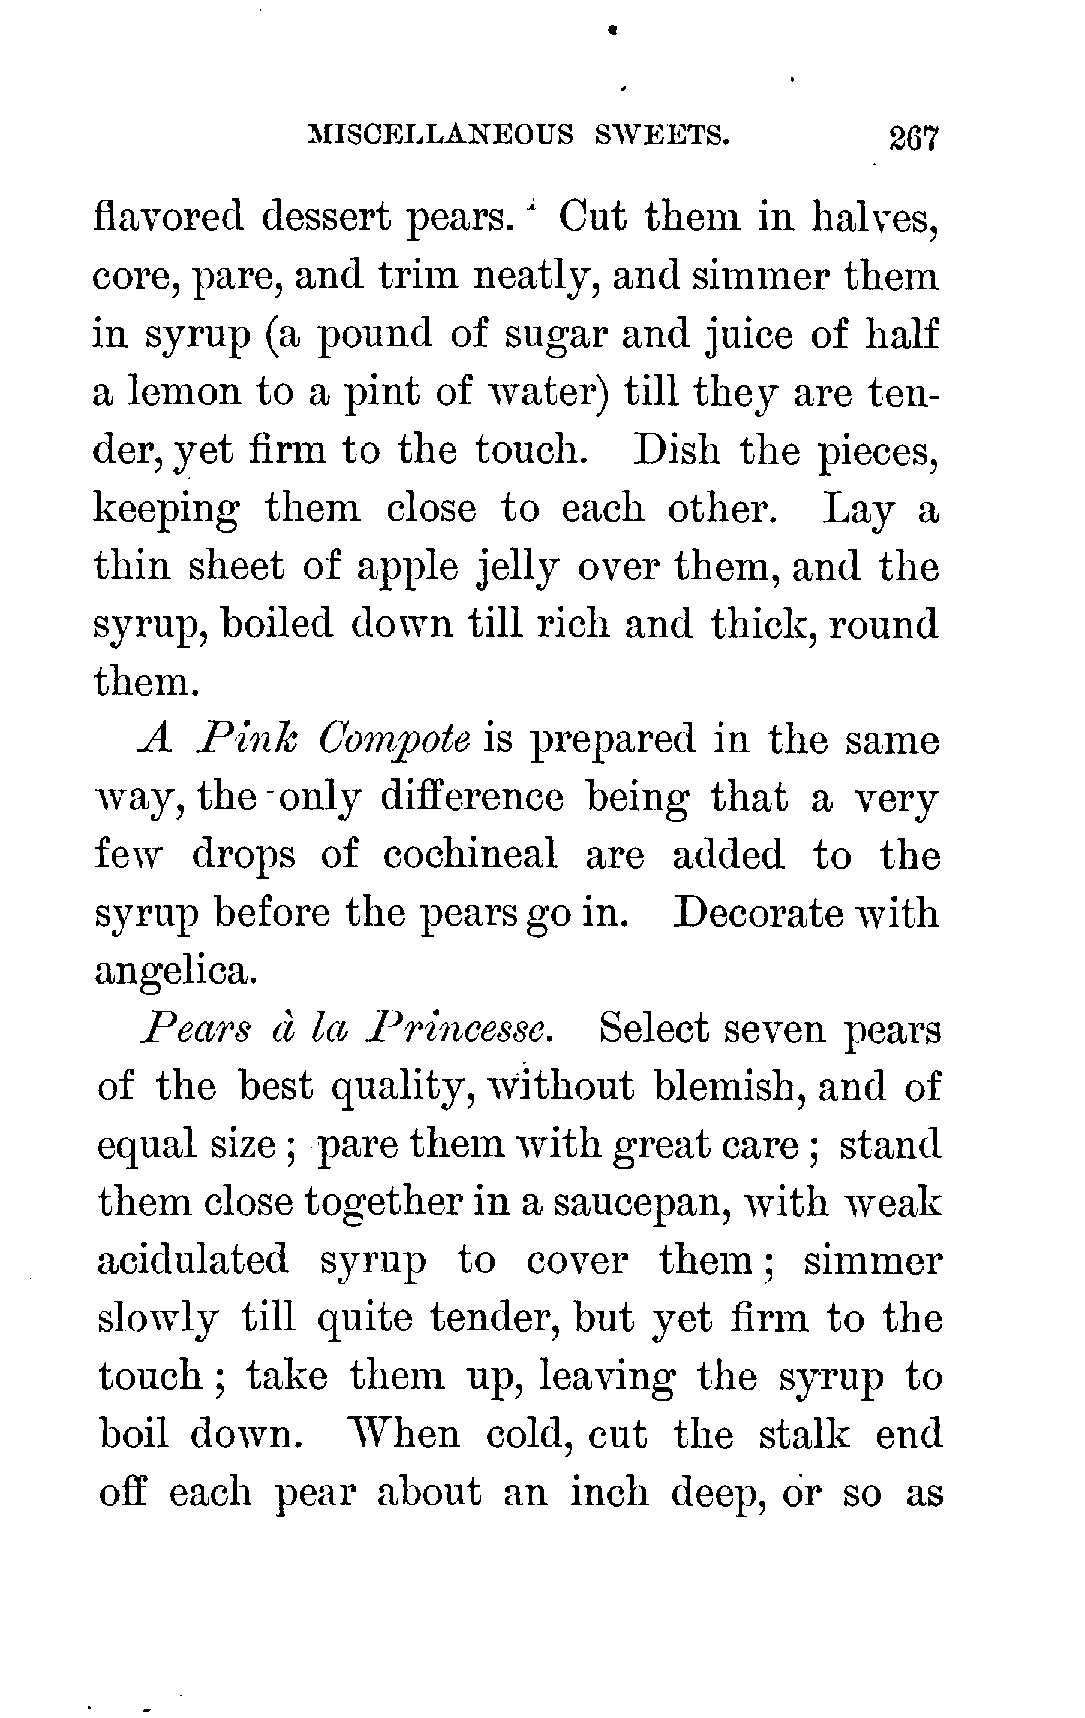 MISCELLANEOUS SWEETS. 267
flavored dessert pears. Cut them in halves,
core, pare, and trim neatly, and simmer them
in syrup (a pound of sugar and juice of half
a lemon to a pint of water) till they are ten-
der, yet firm to the touch. Dish the pieces,
keeping them close to each other. Lay a
thin sheet of apple jelly over them, and the
syrup, boiled down till rich and thick, round
them.
A Pink Compote is prepared in the same
way, the only difference being that a very
few drops of cochineal are added to the
syrup before the pears go in. Decorate with
angelica.
Pears à la Princesse. Select seven pears
of the best quality, without blemish, and of
equal size; pare them with great care; stand
them close together in a saucepan, with weak
acidulated syrup to cover them; simmer
slowly till quite tender, but yet firm to the
touch; take them up, leaving the syrup to
boil down. When cold, cut the stalk end
off each pear about an inch deep, or so as